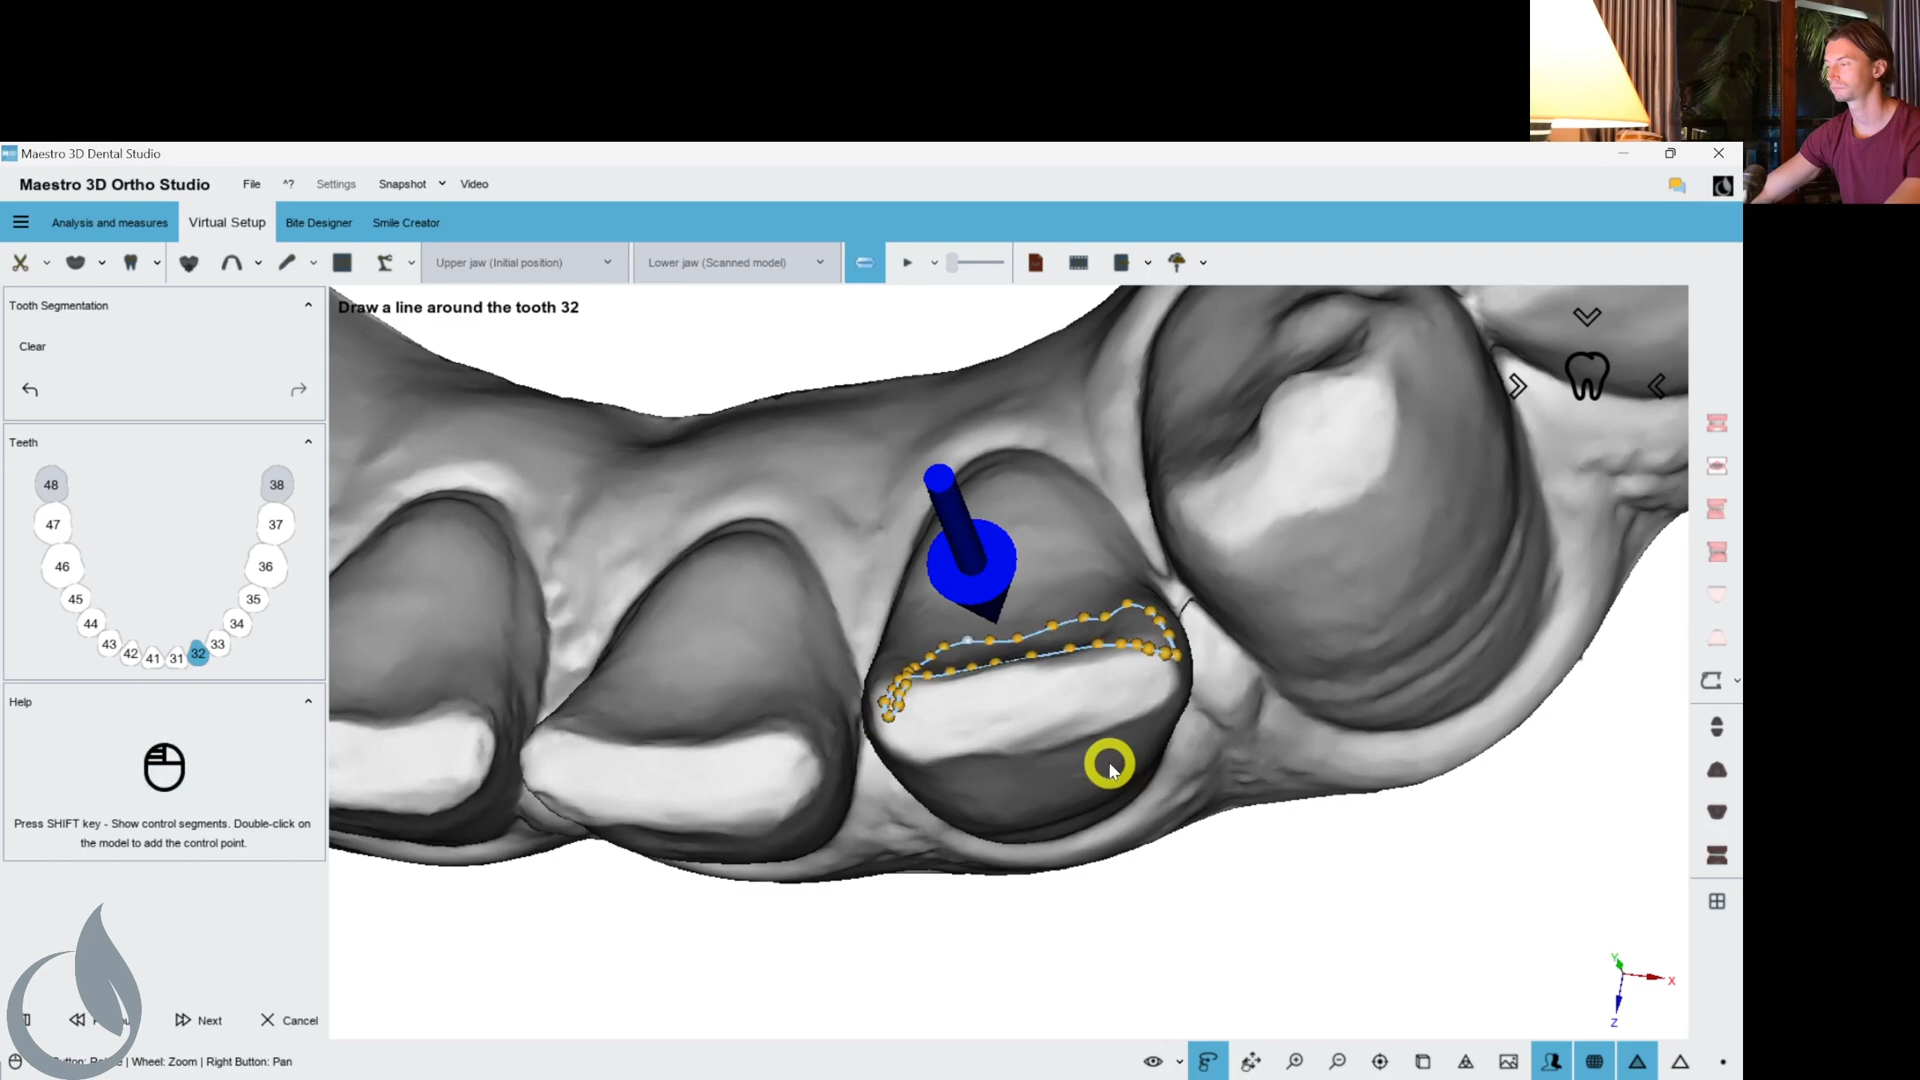 Maestro 3D Dental Studio
Maestro 3D Ortho Studio
File
^?
Settings
Snapshot
Video
Analysis and measures
Virtual Setup
Bite Designer
Smile Creator
Upper jaw (Initial position)
Lower jaw (Scanned model)
Tooth Segmentation
Clear
Draw a line around the tooth 32
Teeth
48
38
47
37
46
36
45
35
44
34
43
33
42
41
31
32
Help
Press SHIFT key - Show control segments. Double-click on
the model to add the control point.
Next
Cancel
| Wheel: Zoom | Right Button: Pan
Y
X
Z